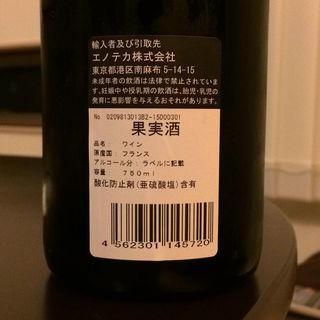 輸入者及び引取先
エノテカ株式会社
東京都港区南麻布 5-14-15
未成年者の飲酒は法律で禁止されています。
妊娠中や授乳期の飲酒は、胎児・乳児の
発育に悪影響を与えるおそれがあります。
No. 0209813013B2-15D00301
果実酒
品名: ワイン
原産国: フランス
アルコール分: ラベルに記載
容量: 750ml
酸化防止剤(亜硫酸塩)含有
4 562301 145720